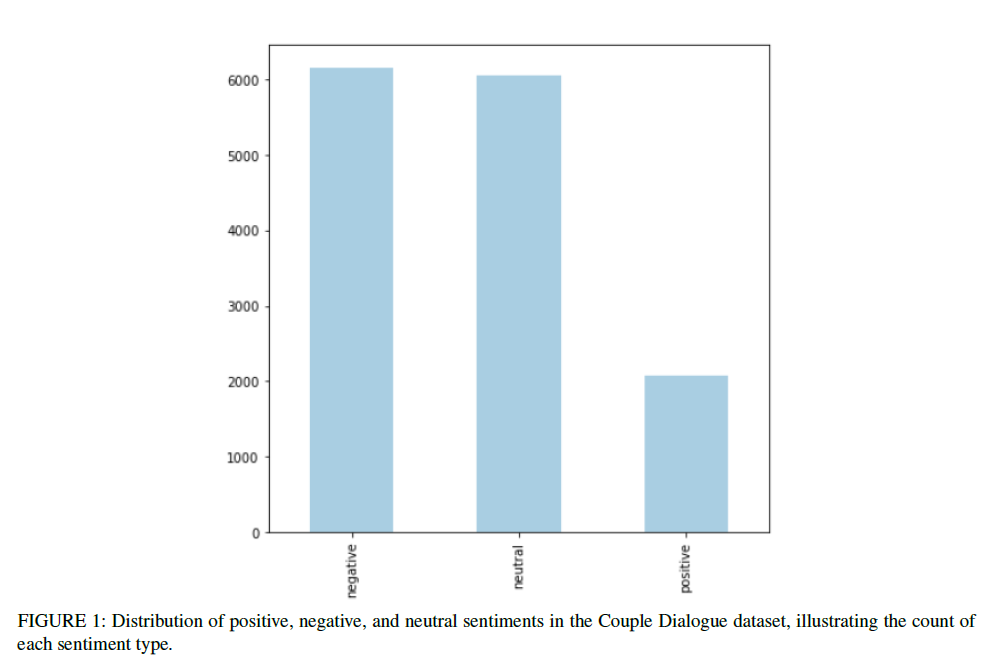 6000
5000
4000
3000
2000
1000
0
negative
neutral
positive
FIGURE 1: Distribution of positive, negative, and neutral sentiments in the Couple Dialogue dataset, illustrating the count of
each sentiment type.